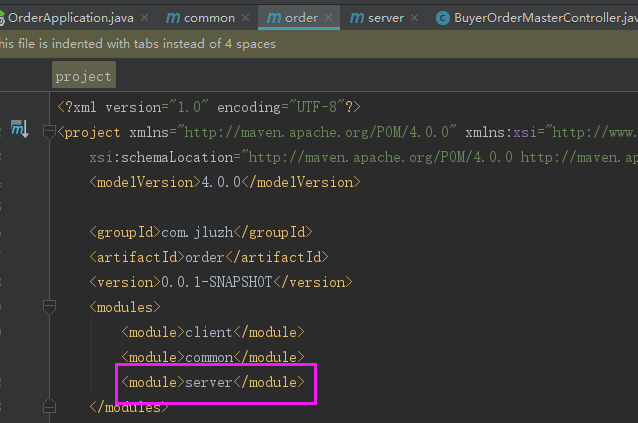 OrderApplication.java × m common × m order × m server × C BuyerOrderMasterController.jav
his file is indented with tabs instead of 4 spaces
project
<?xml version="1.0" encoding="UTF-8"?>
<project xmlns="http://maven.apache.org/POM/4.0.0" xmlns:xsi="http://www.
xsi:schemaLocation="http://maven.apache.org/POM/4.0.0 http://maven.ap
<modelVersion>4.0.0</modelVersion>
<groupId>com.jluzh</groupId>
<artifactId>order</artifactId>
<version>0.0.1-SNAPSHOT</version>
<modules>
<module>client</module>
<module>common</module>
<module>server</module>
</modules>